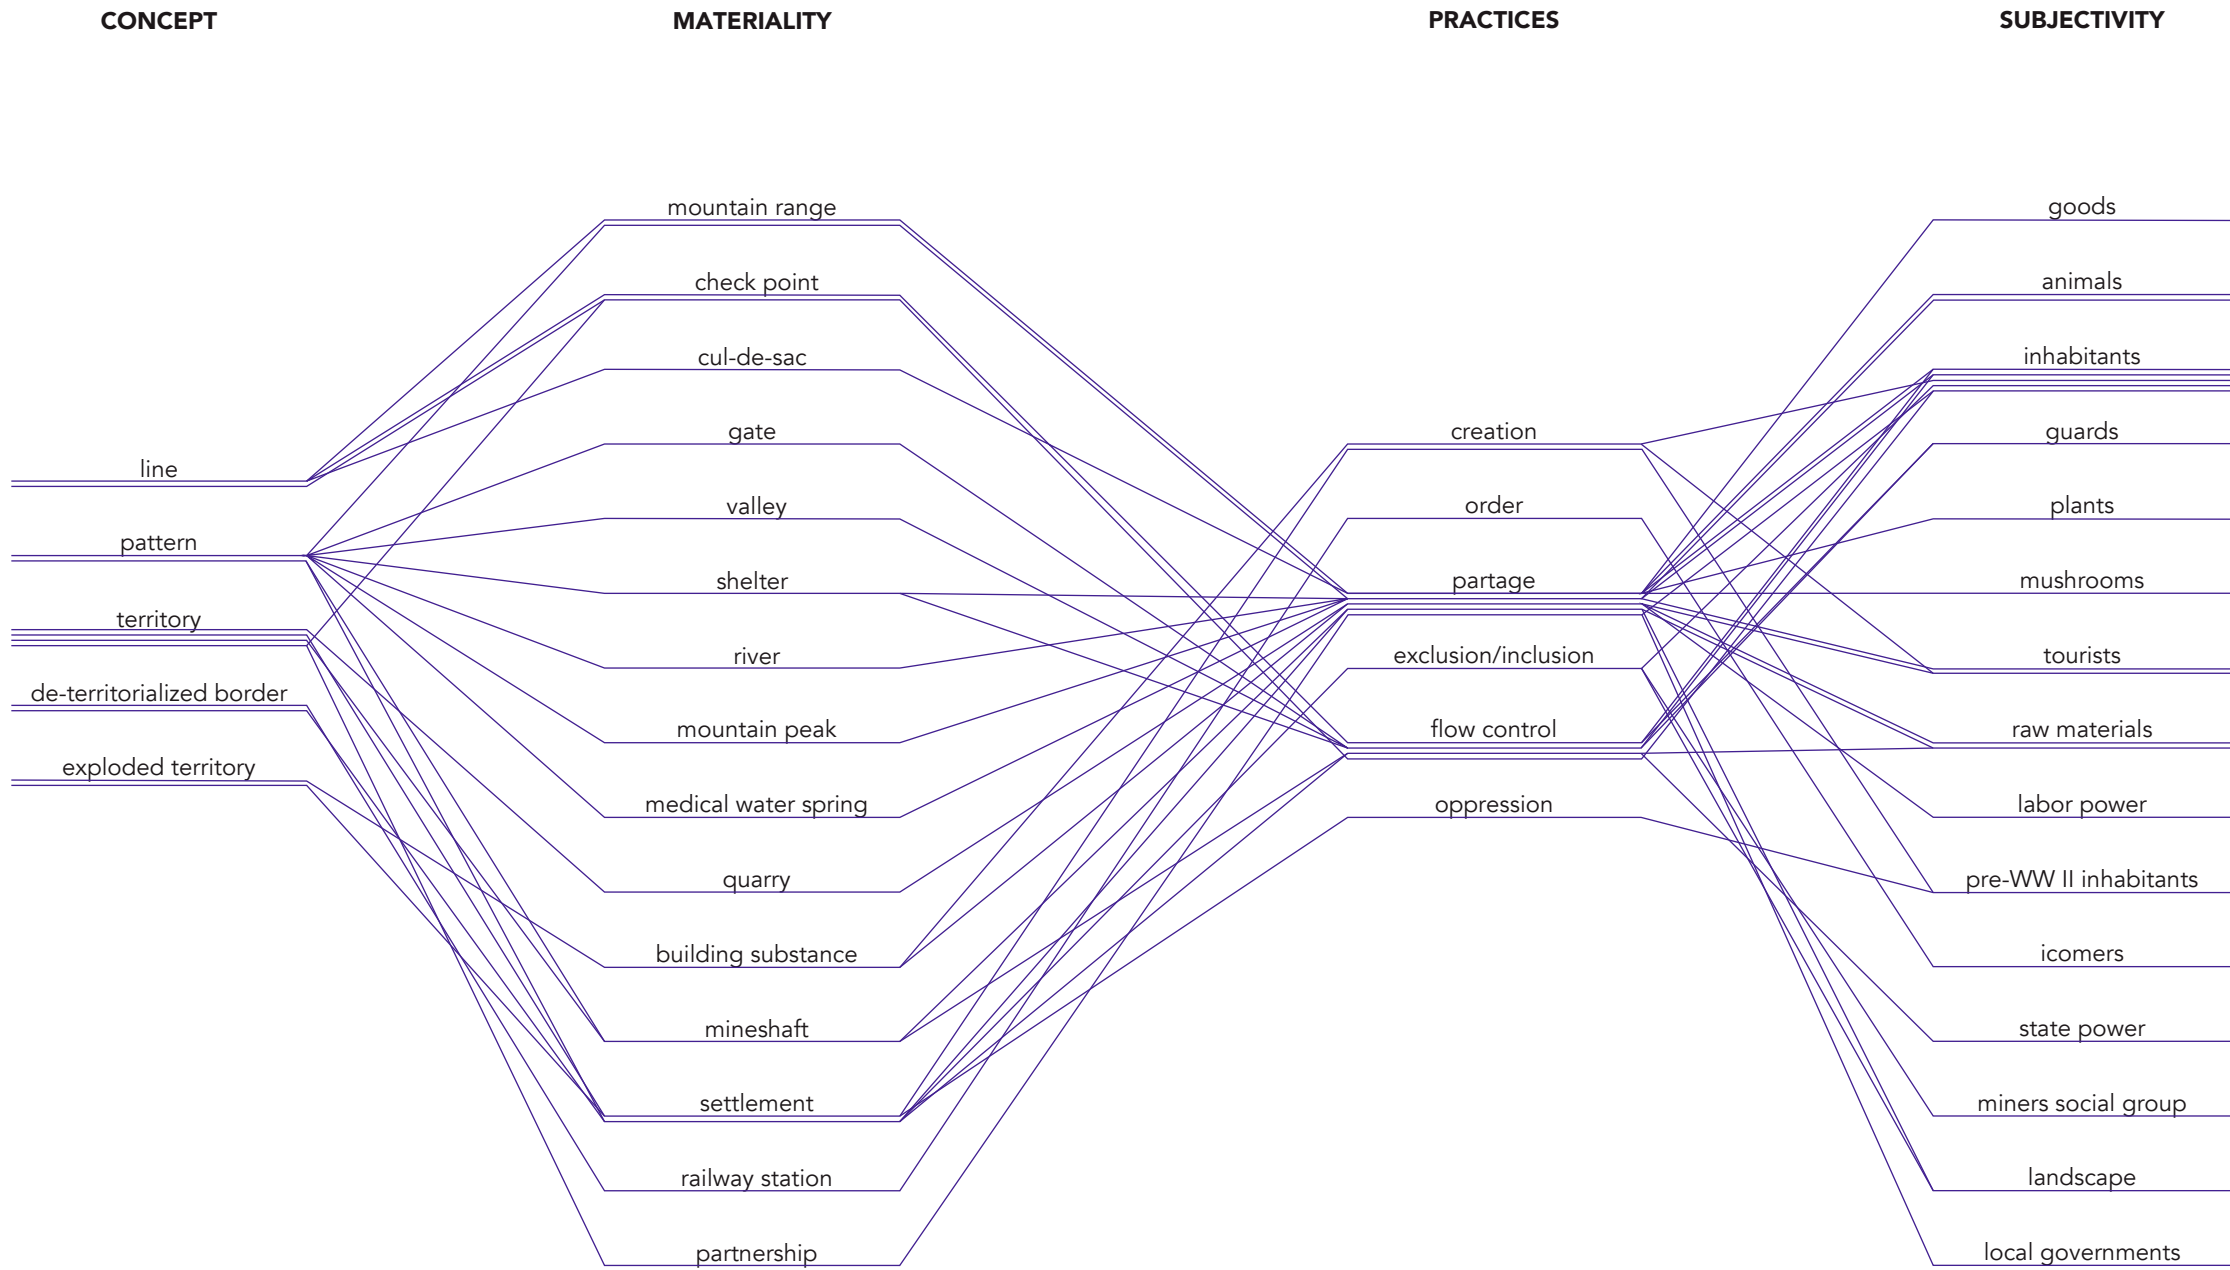 CONCEPT
line
pattern
territory
de-territorialized border
exploded territory
MATERIALITY
mountain range
check point
cul-de-sac
gate
valley
shelter
river
mountain peak
medical water spring
quarry
building substance
mineshaft
settlement
railway station
partnership
PRACTICES
creation
order
partage
exclusion/inclusion
flow control
oppression
SUBJECTIVITY
goods
animals
inhabitants
guards
plants
mushrooms
tourists
raw materials
labor power
pre-WW II inhabitants
icomers
state power
miners social group
landscape
local governments